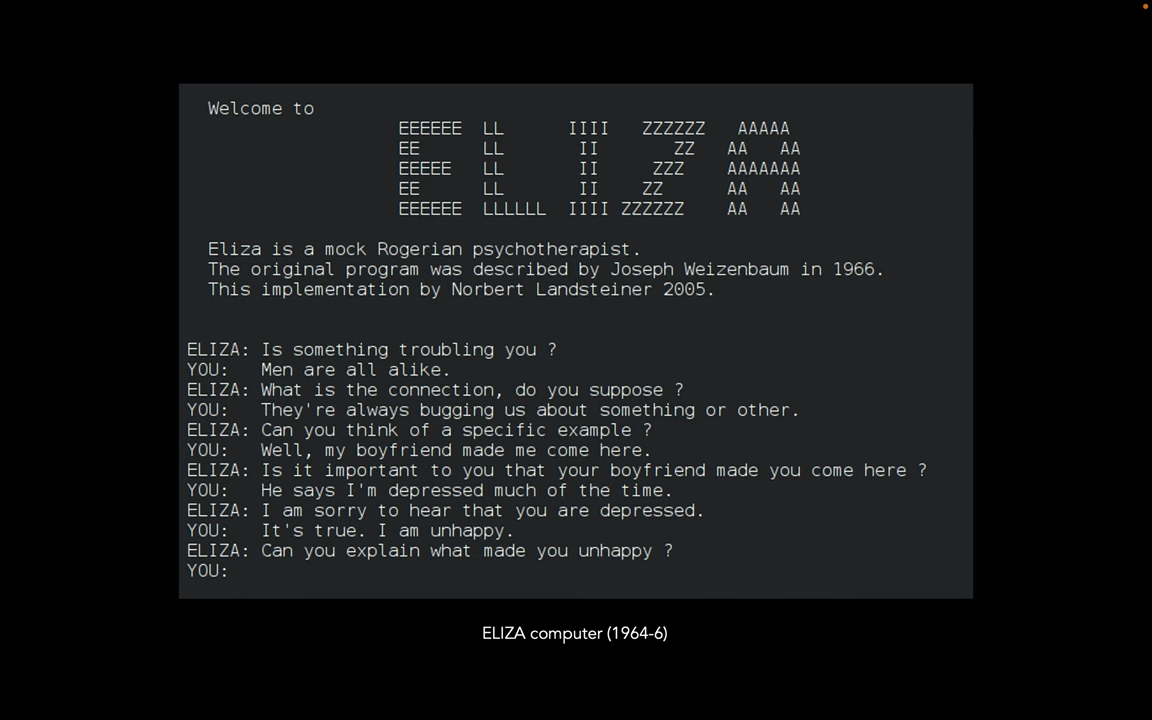 Welcome to
EEEEEE  LL      IIII   ZZZZZZ   AAAAA
EE      LL       II       ZZ   AA   AA
EEEEE   LL       II     ZZZ    AAAAAAA
EE      LL       II    ZZ      AA   AA
EEEEEE  LLLLLL  IIII ZZZZZZ    AA   AA
Eliza is a mock Rogerian psychotherapist.
The original program was described by Joseph Weizenbaum in 1966.
This implementation by Norbert Landsteiner 2005.
ELIZA: Is something troubling you ?
YOU:   Men are all alike.
ELIZA: What is the connection, do you suppose ?
YOU:   They're always bugging us about something or other.
ELIZA: Can you think of a specific example ?
YOU:   Well, my boyfriend made me come here.
ELIZA: Is it important to you that your boyfriend made you come here ?
YOU:   He says I'm depressed much of the time.
ELIZA: I am sorry to hear that you are depressed.
YOU:   It's true. I am unhappy.
ELIZA: Can you explain what made you unhappy ?
YOU:
ELIZA computer (1964-6)